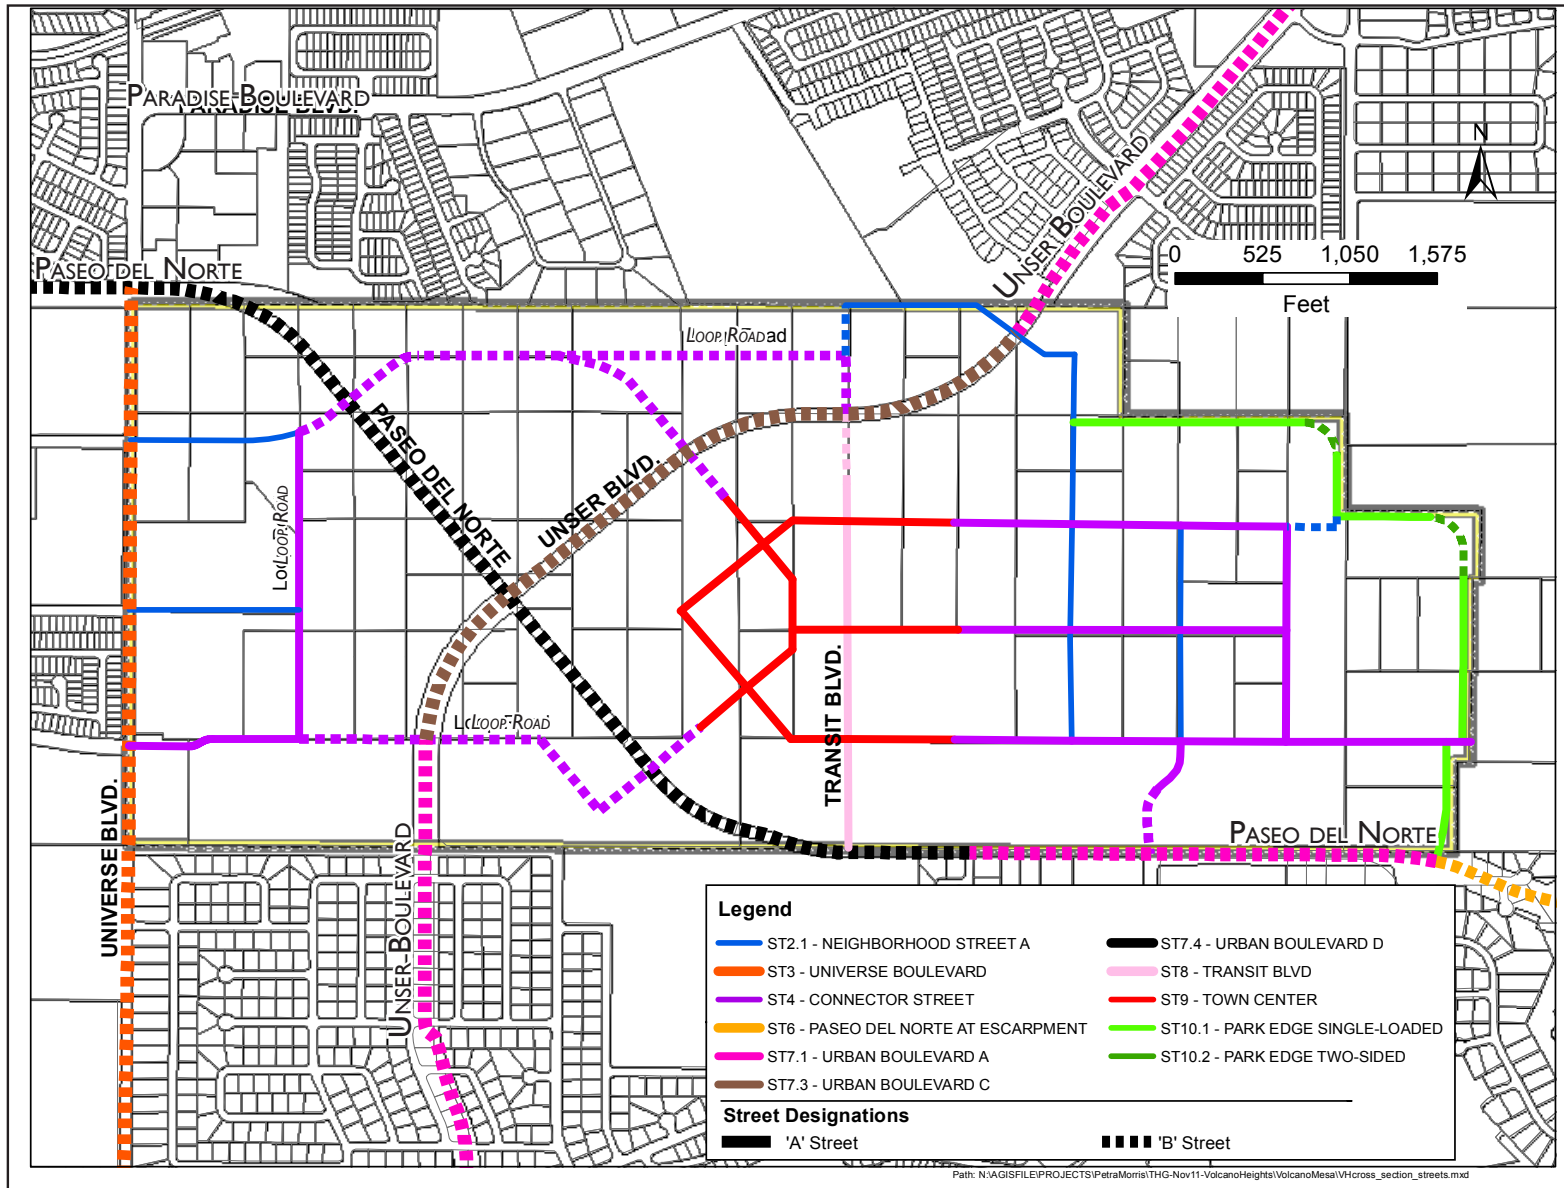 PARADISE BOULEVARD
PARADISE BLVD
UNSER BOULEVARD
N
0 525 1,050 1,575
Feet
PASEO DEL NORTE
LOOP ROAD
PASEO DEL NORTE
UNSER BLVD.
LOOP ROAD
LOOP ROAD
TRANSIT BLVD.
UNIVERSE BLVD.
UNSER BOULEVARD
PASEO DEL NORTE
Legend
ST2.1 - NEIGHBORHOOD STREET A
ST3 - UNIVERSE BOULEVARD
ST4 - CONNECTOR STREET
ST6 - PASEO DEL NORTE AT ESCARPMENT
ST7.1 - URBAN BOULEVARD A
ST7.3 - URBAN BOULEVARD C
ST7.4 - URBAN BOULEVARD D
ST8 - TRANSIT BLVD
ST9 - TOWN CENTER
ST10.1 - PARK EDGE SINGLE-LOADED
ST10.2 - PARK EDGE TWO-SIDED
Street Designations
'A' Street
'B' Street
Path: N:\AGISFILE\PROJECTS\PetraMorris\THG-Nov11-VolcanoHeights\VolcanoMesa\VHcross_section_streets.mxd